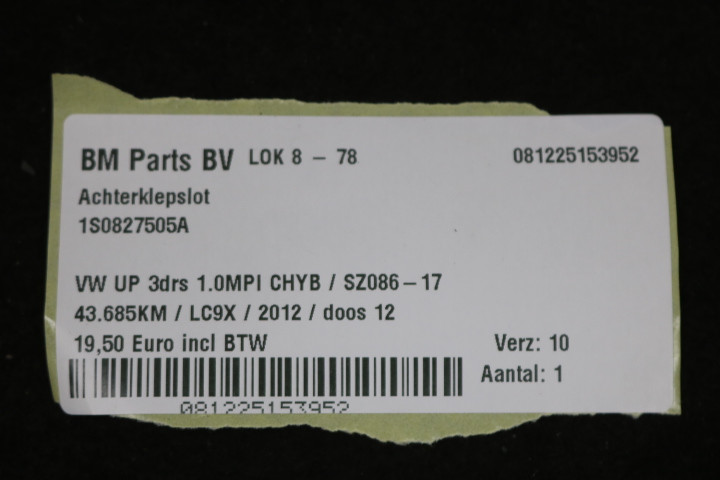 BM Parts BV LOK 8 – 78 081225153952
Achterklepslot
1S0827505A
VW UP 3drs 1.0MPI CHYB / SZ086–17
43.685KM / LC9X / 2012 / doos 12
19,50 Euro incl BTW Verz: 10
Aantal: 1
081225153952